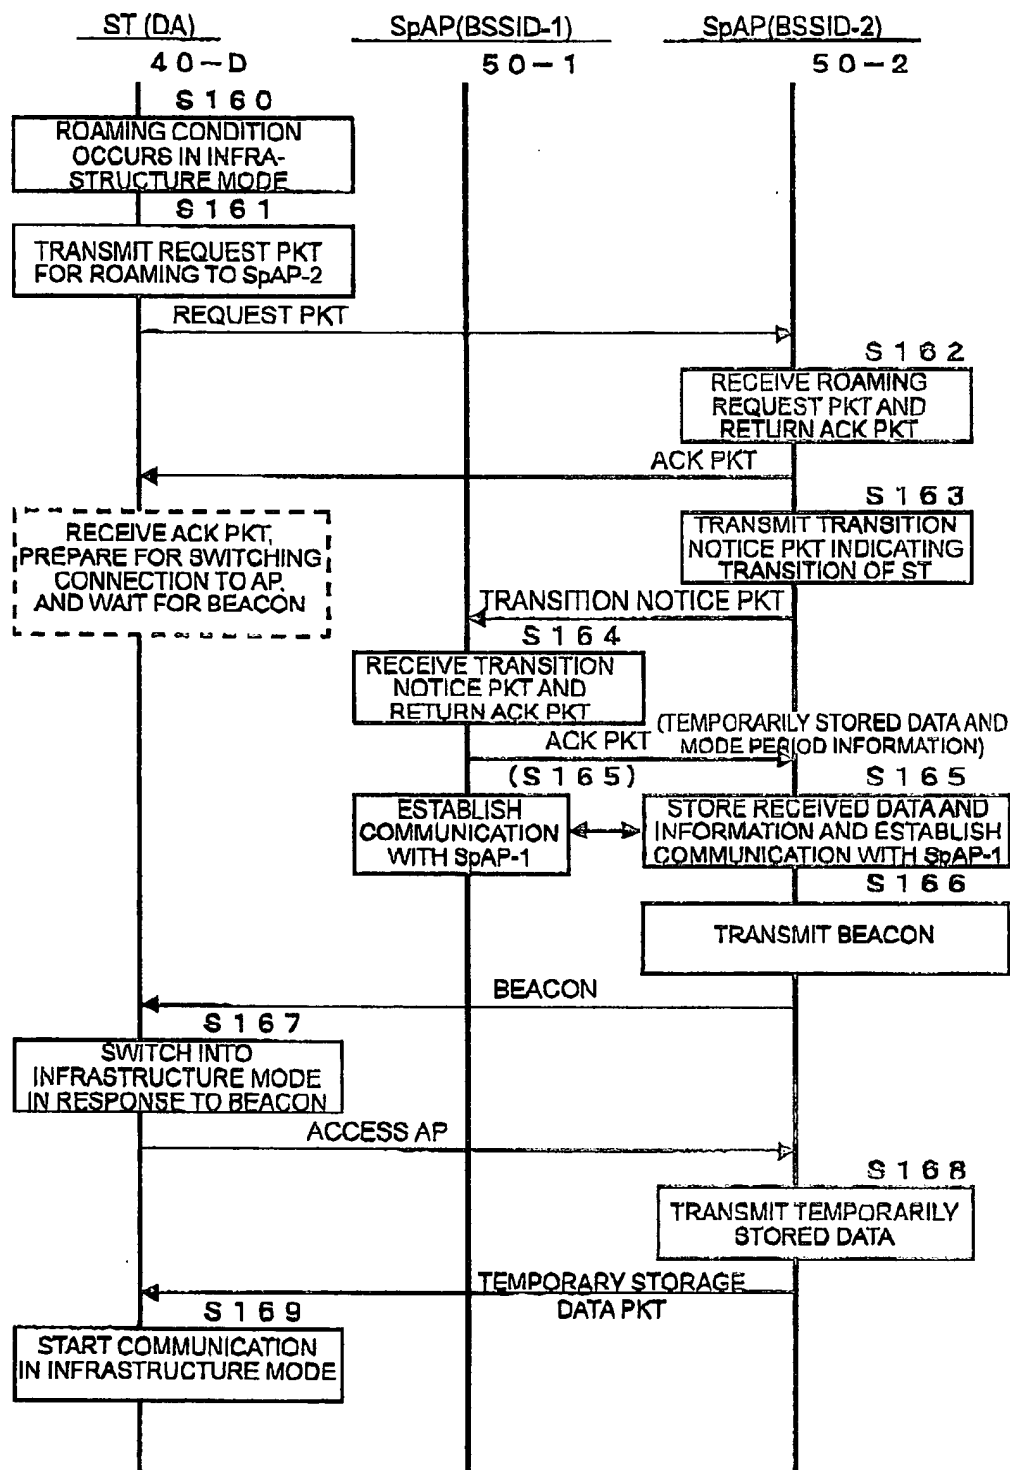 ST (DA)
SpAP(BSSID-1)
SpAP(BSSID-2)
40-D
50-1
50-2
S160
ROAMING CONDITION
OCCURS IN INFRA-
STRUCTURE MODE
S161
TRANSMIT REQUEST PKT
FOR ROAMING TO SpAP-2
REQUEST PKT
S162
RECEIVE ROAMING
REQUEST PKT AND
RETURN ACK PKT
ACK PKT
S163
RECEIVE ACK PKT,
PREPARE FOR SWITCHING
CONNECTION TO AP,
AND WAIT FOR BEACON
TRANSMIT TRANSITION
NOTICE PKT INDICATING
TRANSITION OF ST
TRANSITION NOTICE PKT
S164
RECEIVE TRANSITION
NOTICE PKT AND
RETURN ACK PKT
ACK PKT
(TEMPORARILY STORED DATA AND
MODE PERIOD INFORMATION)
(S165)
S165
ESTABLISH
COMMUNICATION
WITH SpAP-1
STORE RECEIVED DATA AND
INFORMATION AND ESTABLISH
COMMUNICATION WITH SpAP-1
S166
TRANSMIT BEACON
BEACON
S167
SWITCH INTO
INFRASTRUCTURE MODE
IN RESPONSE TO BEACON
ACCESS AP
S168
TRANSMIT TEMPORARILY
STORED DATA
TEMPORARY STORAGE
DATA PKT
S169
START COMMUNICATION
IN INFRASTRUCTURE MODE